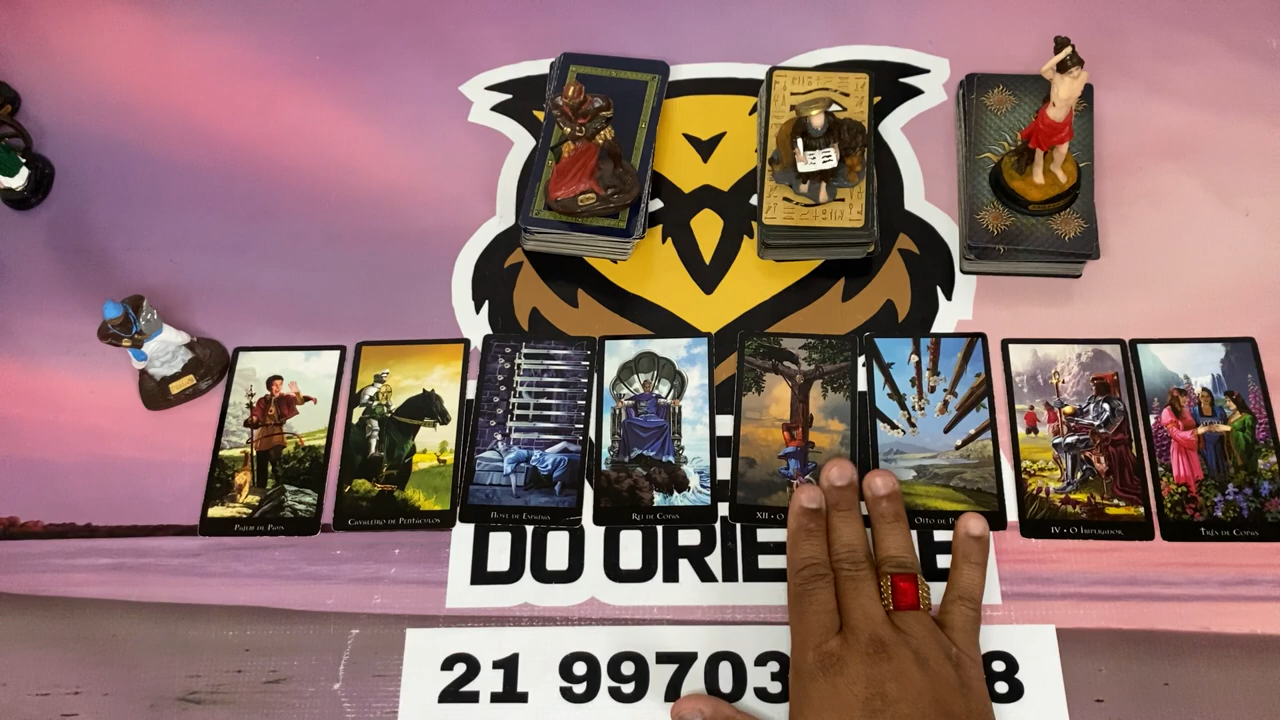 PAJEM DE PAUS
CAVALEIRO DE PENTÁCULOS
NOVE DE ESPADAS
REI DE COPAS
XII • O
OITO DE P
IV • O IMPERADOR
TRÊS DE COPAS
DO ORIE E
21 99703 8